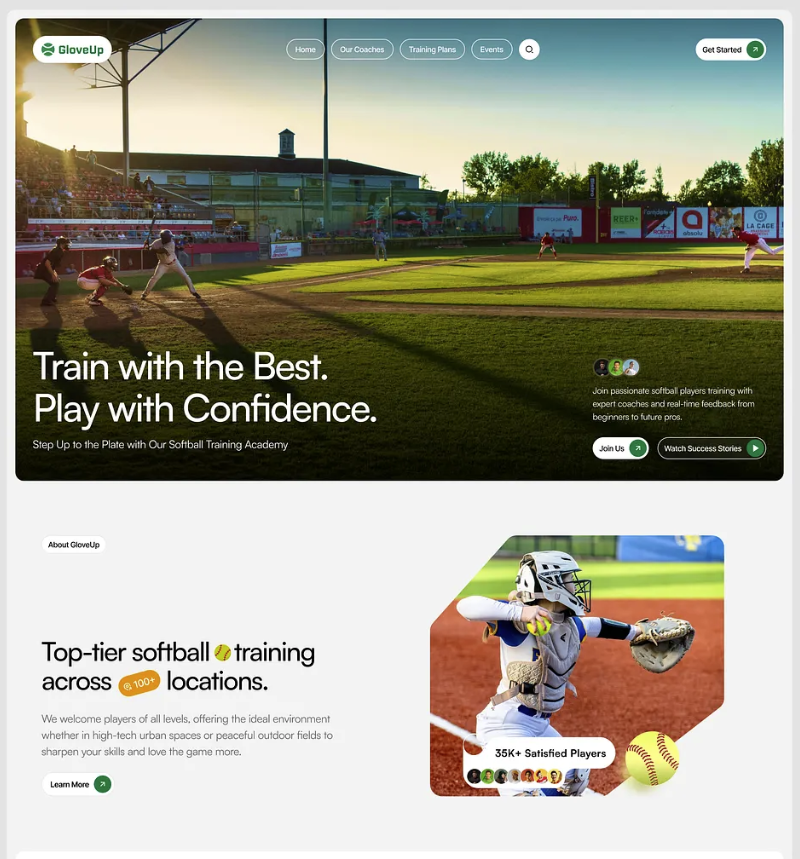 GloveUp
Home
Our Coaches
Training Plans
Events
Get Started
REER+
absolu
LA CAGE
Train with the Best.
Play with Confidence.
Step Up to the Plate with Our Softball Training Academy
Join passionate softball players training with
expert coaches and real-time feedback from
beginners to future pros.
Join Us
Watch Success Stories
About GloveUp
Top-tier softball training
across 100+ locations.
We welcome players of all levels, offering the ideal environment
whether in high-tech urban spaces or peaceful outdoor fields to
sharpen your skills and love the game more.
Learn More
35K+ Satisfied Players